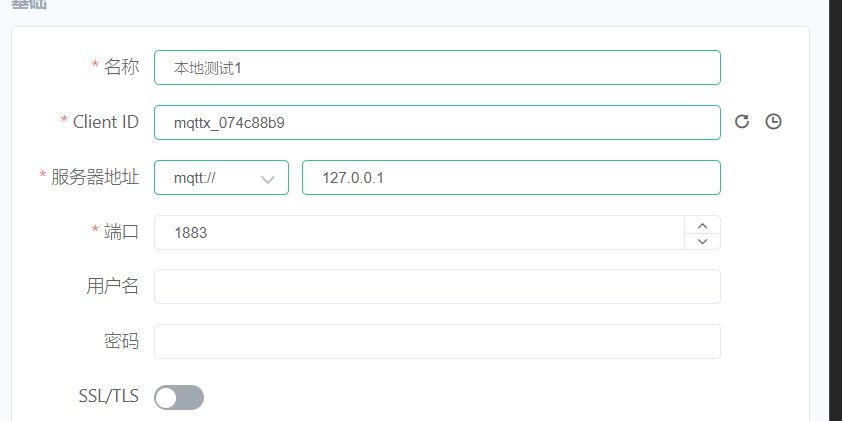 基础
* 名称 本地测试1
* Client ID mqttx_074c88b9
* 服务器地址 mqtt:// 127.0.0.1
* 端口 1883
用户名
密码
SSL/TLS